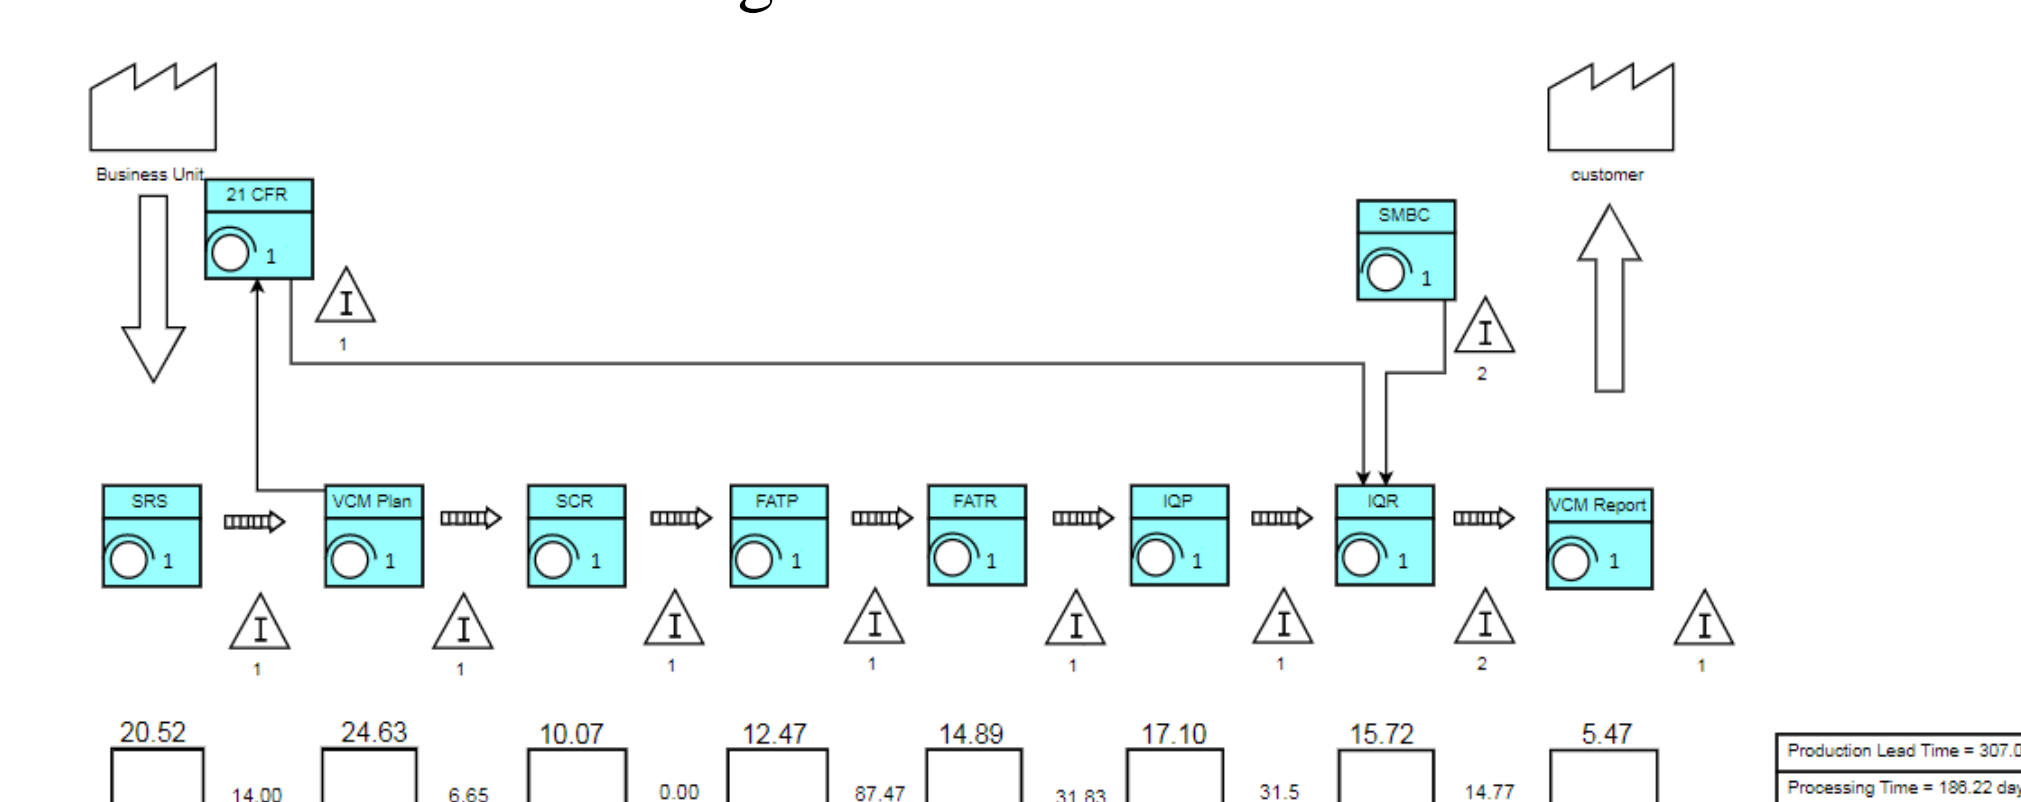 Business Unit
customer
21 CFR
1
I
1
SMBC
1
I
2
SRS
1
VCM Plan
1
SCR
1
FATP
1
FATR
1
IQP
1
IQR
1
VCM Report
1
I
1
I
1
I
1
I
1
I
1
I
1
I
2
I
1
20.52
24.63
10.07
12.47
14.89
17.10
15.72
5.47
14.00
6.65
0.00
87.47
31.83
31.5
14.77
Production Lead Time = 307.0
Processing Time = 186.22 day